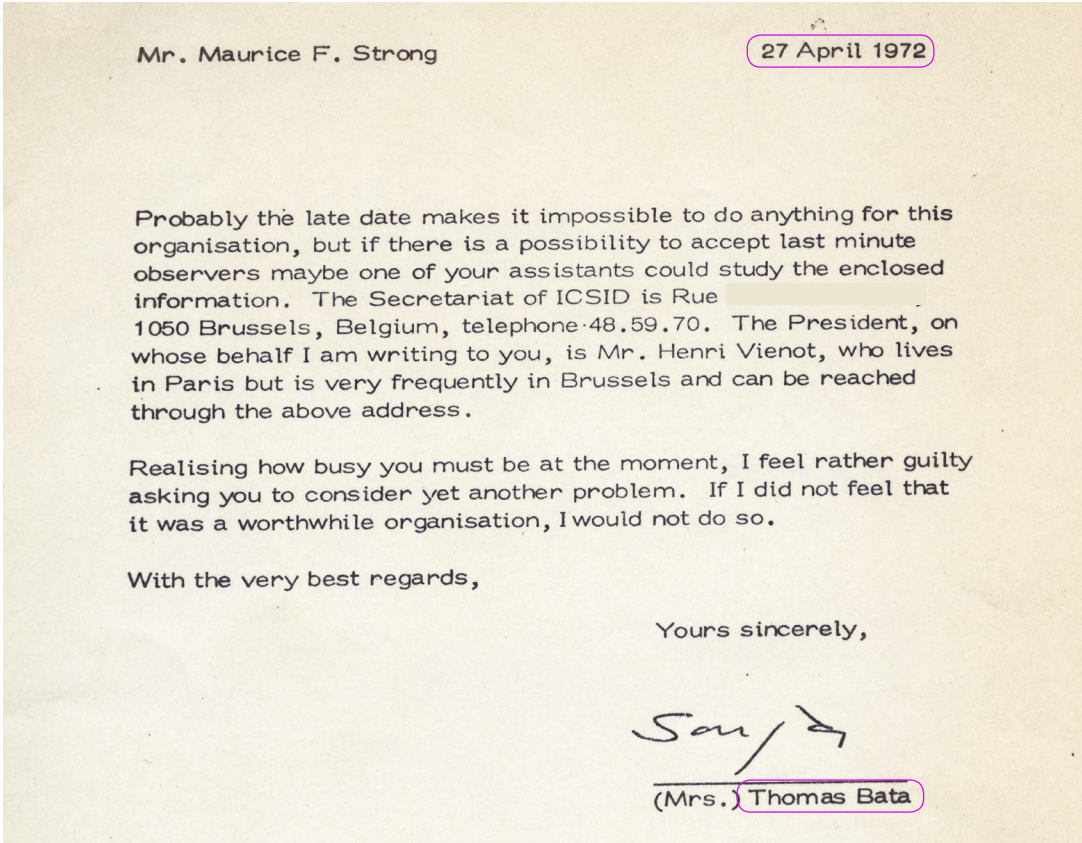 Mr. Maurice F. Strong 27 April 1972
Probably the late date makes it impossible to do anything for this
organisation, but if there is a possibility to accept last minute
observers maybe one of your assistants could study the enclosed
information. The Secretariat of ICSID is Rue
1050 Brussels, Belgium, telephone 48.59.70. The President, on
whose behalf I am writing to you, is Mr. Henri Vienot, who lives
in Paris but is very frequently in Brussels and can be reached
through the above address.
Realising how busy you must be at the moment, I feel rather guilty
asking you to consider yet another problem. If I did not feel that
it was a worthwhile organisation, I would not do so.
With the very best regards,
Yours sincerely,
Sonja
(Mrs.) Thomas Bata